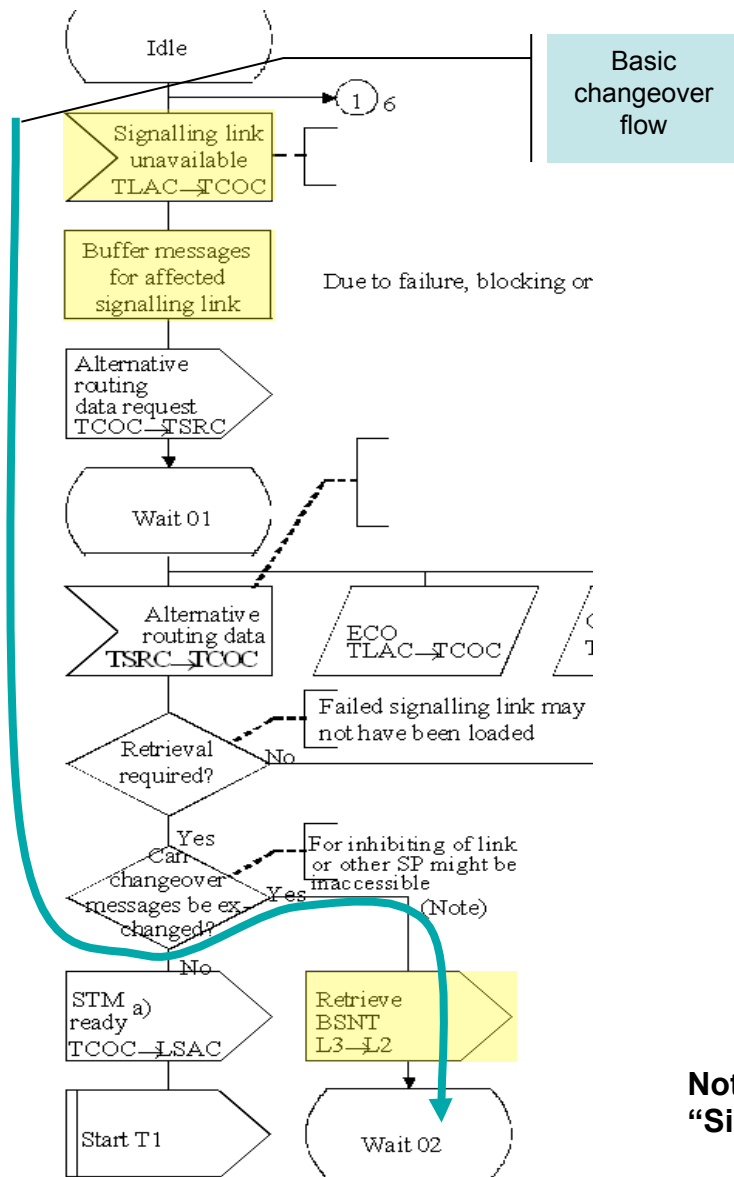 Idle
Basic
changeover
flow
1 6
Signalling link
unavailable
TLAC→TCOC
Buffer messages
for affected
signalling link
Due to failure, blocking or
Alternative
routing
data request
TCOC→TSRC
Wait 01
Alternative
routing data
TSRC→TCOC
ECO
TLAC→TCOC
Failed signalling link may
not have been loaded
Retrieval
required?
No
Yes
For inhibiting of link
or other SP might be
inaccessible
Can
changeover
messages be ex-
changed?
Yes
(Note)
No
STM a)
ready
TCOC→LSAC
Retrieve
BSNT
L3→L2
Start T1
Wait 02